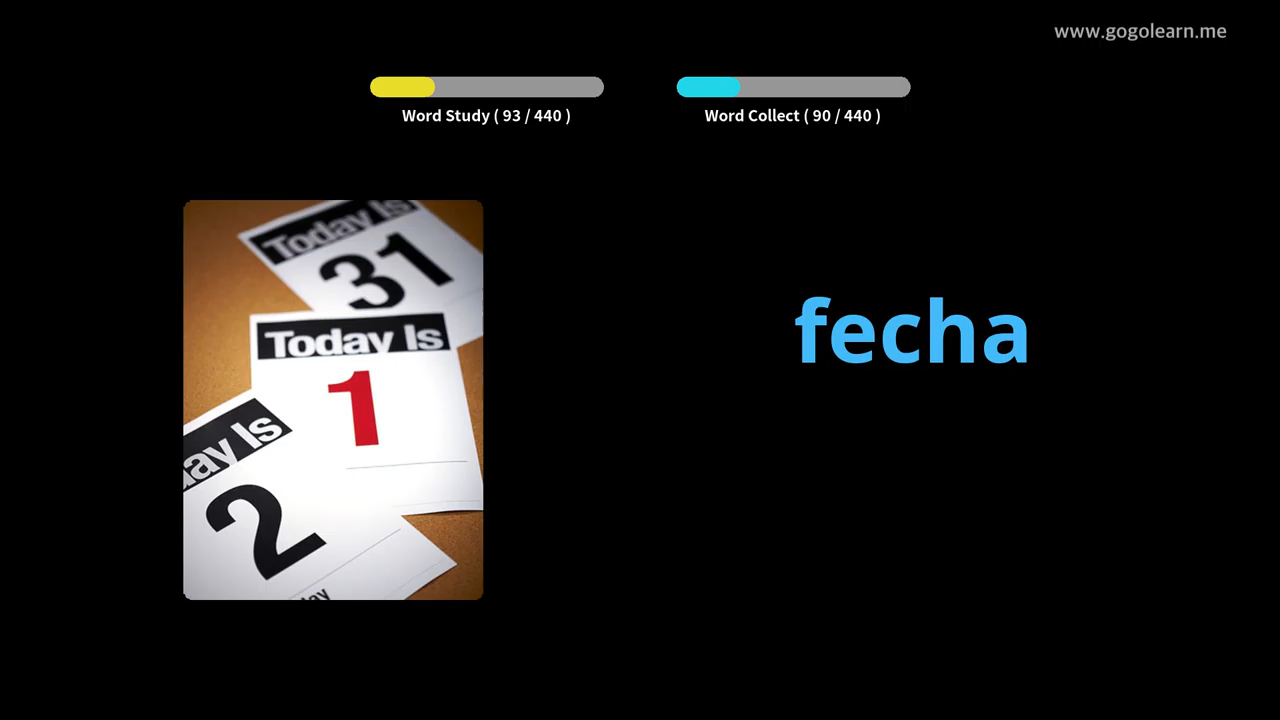 www.gogolearn.me
Word Study ( 93 / 440 )
Word Collect ( 90 / 440 )
Today Is
31
Today Is
1
ay Is
2
fecha